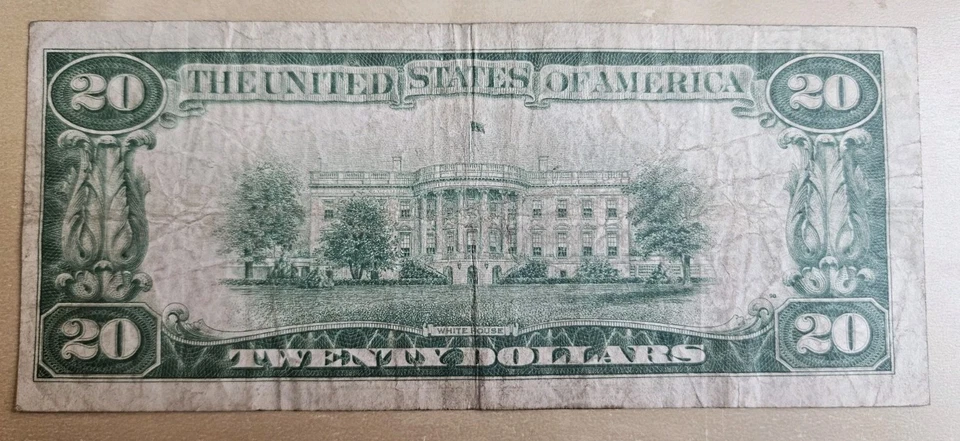 20 THE UNITED STATES OF AMERICA 20
WHITE HOUSE
20 TWENTY DOLLARS 20